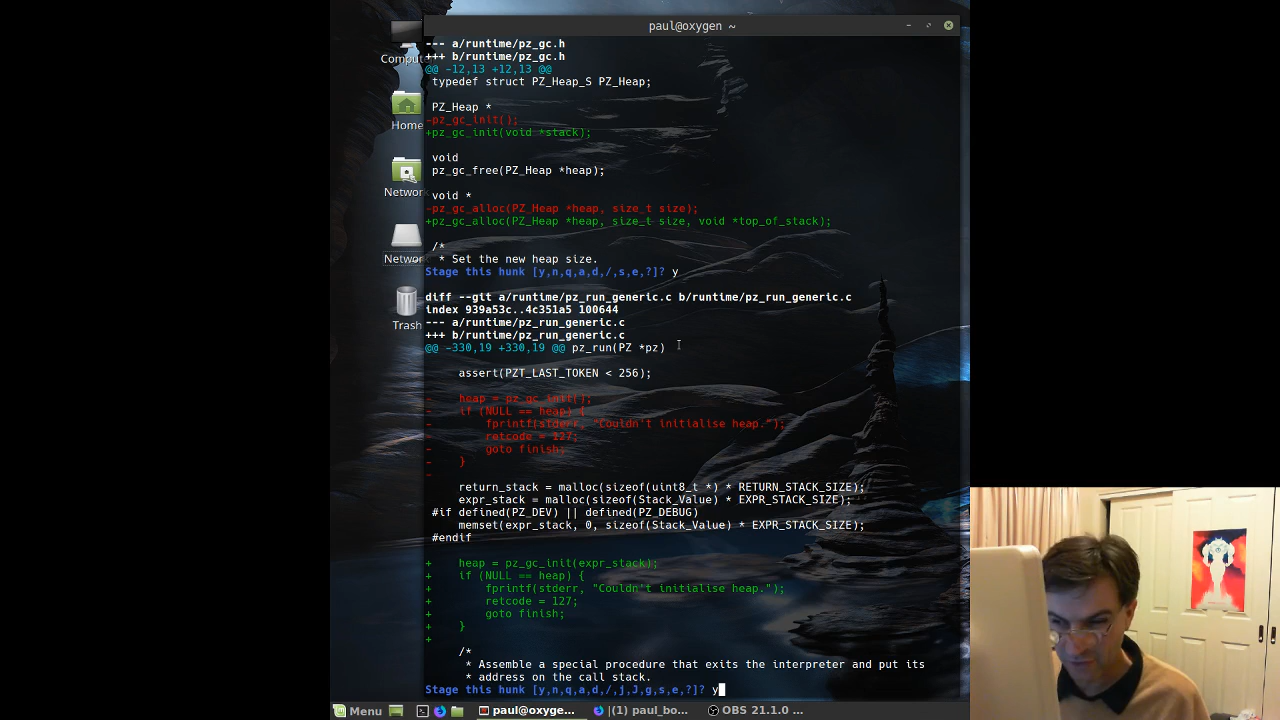 paul@oxygen ~
--- a/runtime/pz_gc.h
+++ b/runtime/pz_gc.h
@@ -12,13 +12,13 @@
typedef struct PZ_Heap_S PZ_Heap;
PZ_Heap *
-pz_gc_init();
+pz_gc_init(void *stack);
void
pz_gc_free(PZ_Heap *heap);
void *
-pz_gc_alloc(PZ_Heap *heap, size_t size);
+pz_gc_alloc(PZ_Heap *heap, size_t size, void *top_of_stack);
/*
* Set the new heap size.
Stage this hunk [y,n,q,a,d,/,s,e,?]? y
diff --git a/runtime/pz_run_generic.c b/runtime/pz_run_generic.c
index 939a53c..4c351a5 100644
--- a/runtime/pz_run_generic.c
+++ b/runtime/pz_run_generic.c
@@ -330,19 +330,19 @@ pz_run(PZ *pz)
assert(PZT_LAST_TOKEN < 256);
-    heap = pz_gc_init();
-    if (NULL == heap) {
-        fprintf(stderr, "Couldn't initialise heap.");
-        retcode = 127;
-        goto finish;
-    }
-
return_stack = malloc(sizeof(uint8_t *) * RETURN_STACK_SIZE);
expr_stack = malloc(sizeof(Stack_Value) * EXPR_STACK_SIZE);
#if defined(PZ_DEV) || defined(PZ_DEBUG)
memset(expr_stack, 0, sizeof(Stack_Value) * EXPR_STACK_SIZE);
#endif
+    heap = pz_gc_init(expr_stack);
+    if (NULL == heap) {
+        fprintf(stderr, "Couldn't initialise heap.");
+        retcode = 127;
+        goto finish;
+    }
+
/*
* Assemble a special procedure that exits the interpreter and put its
* address on the call stack.
Stage this hunk [y,n,q,a,d,/,j,J,g,s,e,?]? y
Comput
Home
Networ
Networ
Trash
Menu
paul@oxyge...
(1) paul_bo...
OBS 21.1.0 ...